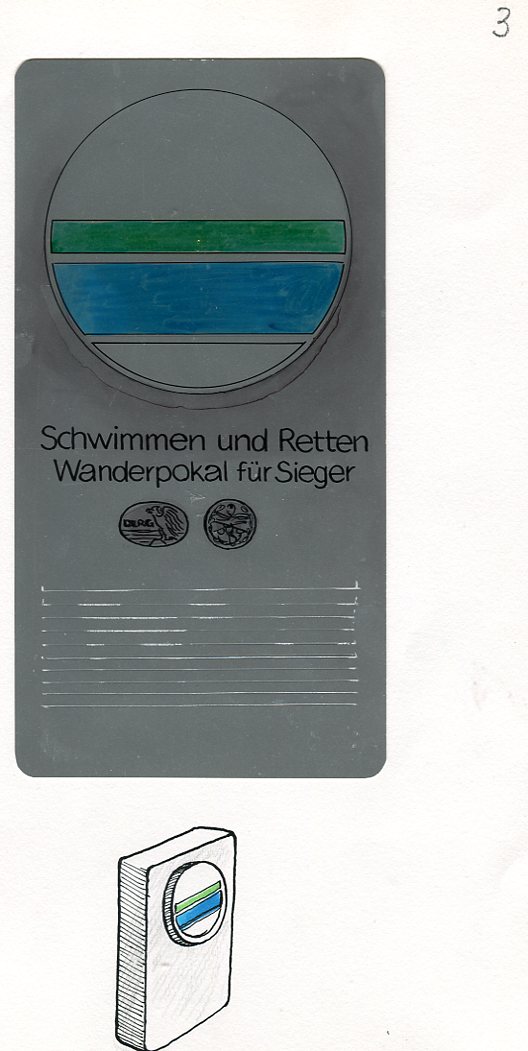 3
Schwimmen und Retten
Wanderpokal für Sieger
DLRG